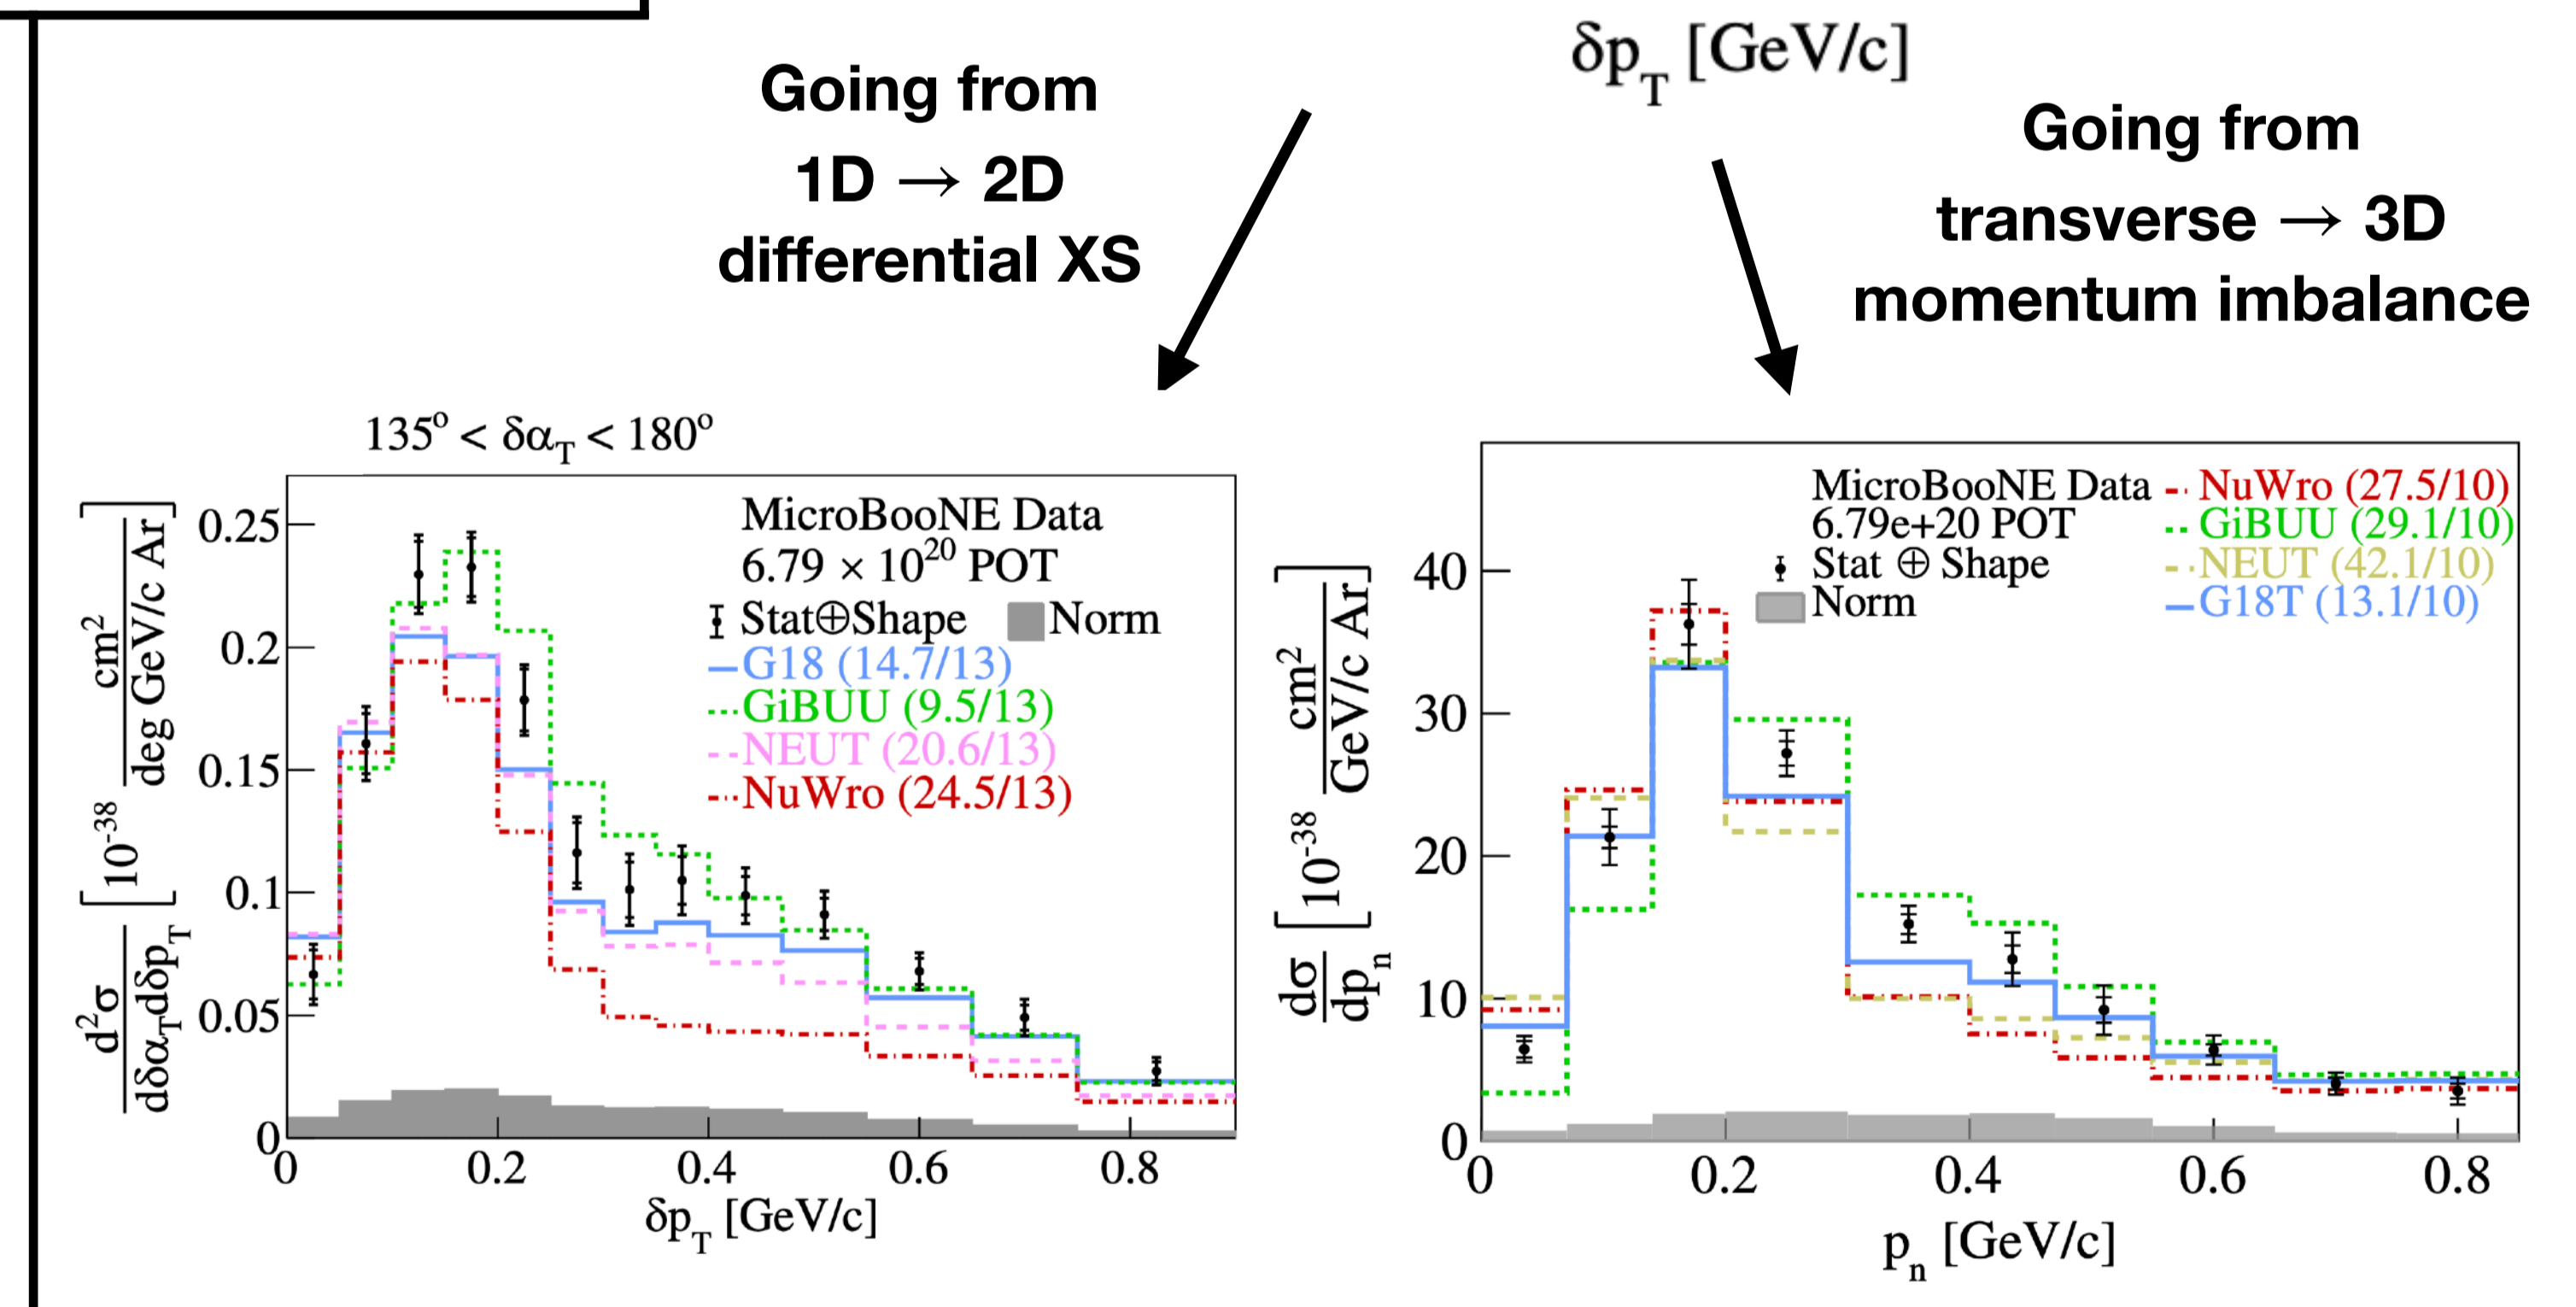 δp_T [GeV/c]
Going from
1D → 2D
differential XS
Going from
transverse → 3D
momentum imbalance
135° < δα_T < 180°
d²σ/dδα_Tdδp_T [10⁻³⁸ cm²/deg GeV/c Ar]
0.25
0.2
0.15
0.1
0.05
0
MicroBooNE Data
6.79 × 10²⁰ POT
Stat⊕Shape Norm
G18 (14.7/13)
GiBUU (9.5/13)
NEUT (20.6/13)
NuWro (24.5/13)
0 0.2 0.4 0.6 0.8
δp_T [GeV/c]
dσ/dp_n [10⁻³⁸ cm²/GeV/c Ar]
40
30
20
10
0
MicroBooNE Data
6.79e+20 POT
Stat ⊕ Shape
Norm
NuWro (27.5/10)
GiBUU (29.1/10)
NEUT (42.1/10)
G18T (13.1/10)
0 0.2 0.4 0.6 0.8
p_n [GeV/c]